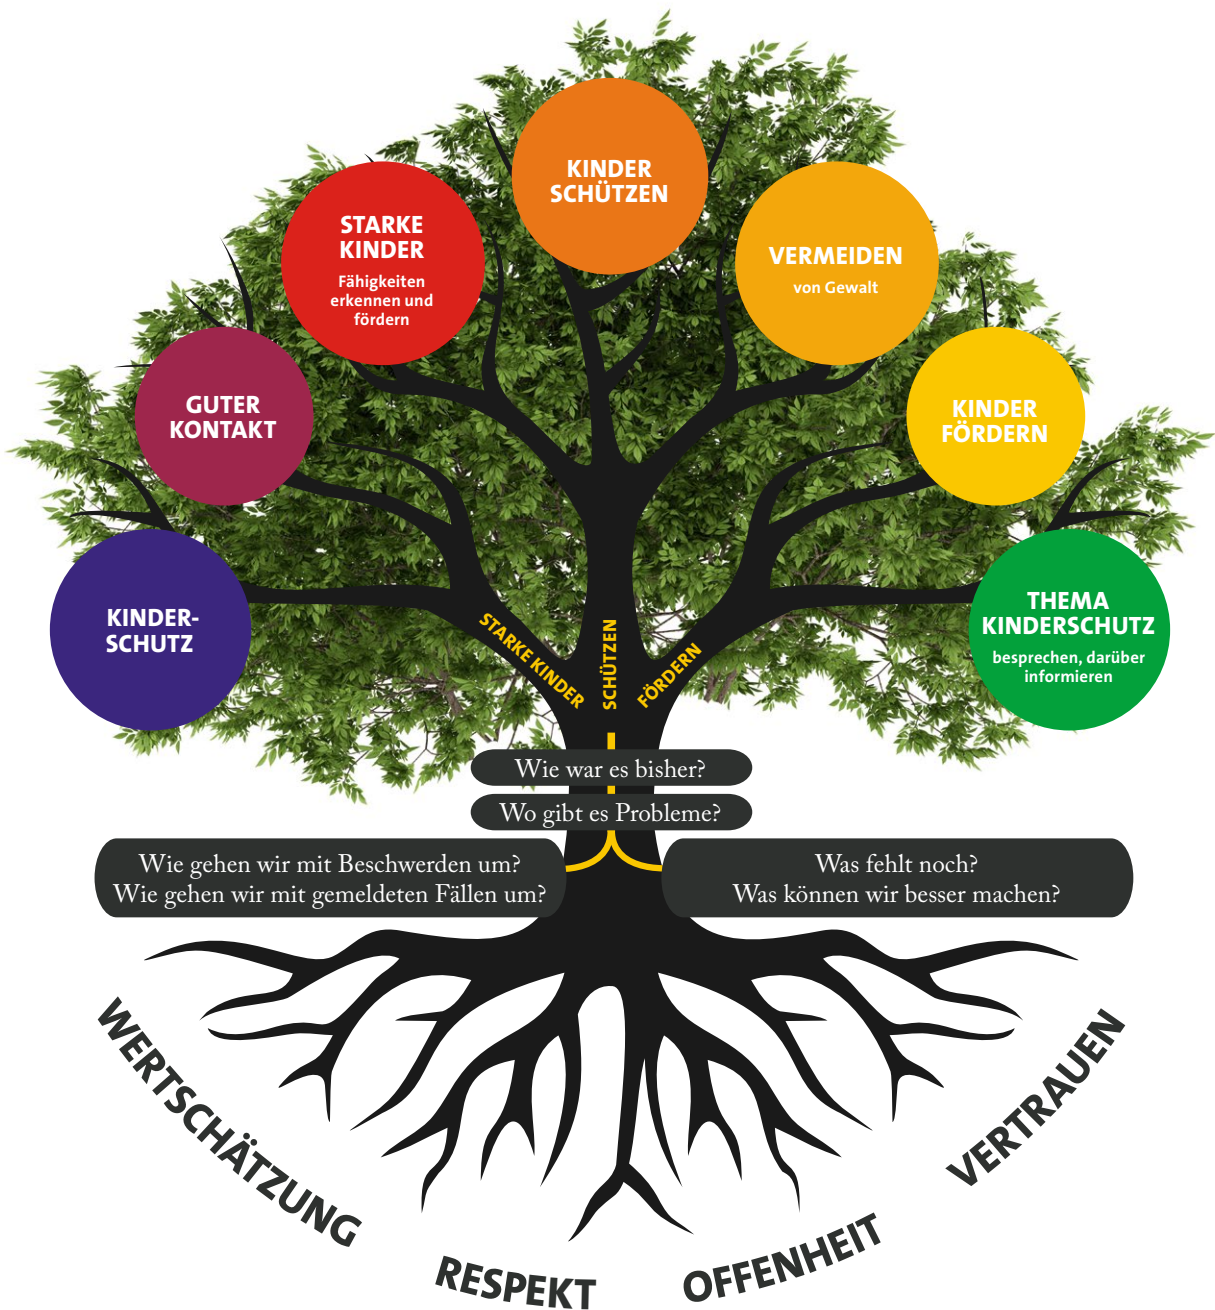 KINDER
SCHÜTZEN
STARKE
KINDER
Fähigkeiten
erkennen und
fördern
VERMEIDEN
von Gewalt
GUTER
KONTAKT
KINDER
FÖRDERN
KINDER-
SCHUTZ
THEMA
KINDERSCHUTZ
besprechen, darüber
informieren
STARKE KINDER
SCHÜTZEN
FÖRDERN
Wie war es bisher?
Wo gibt es Probleme?
Wie gehen wir mit Beschwerden um?
Wie gehen wir mit gemeldeten Fällen um?
Was fehlt noch?
Was können wir besser machen?
WERTSCHÄTZUNG
RESPEKT
OFFENHEIT
VERTRAUEN